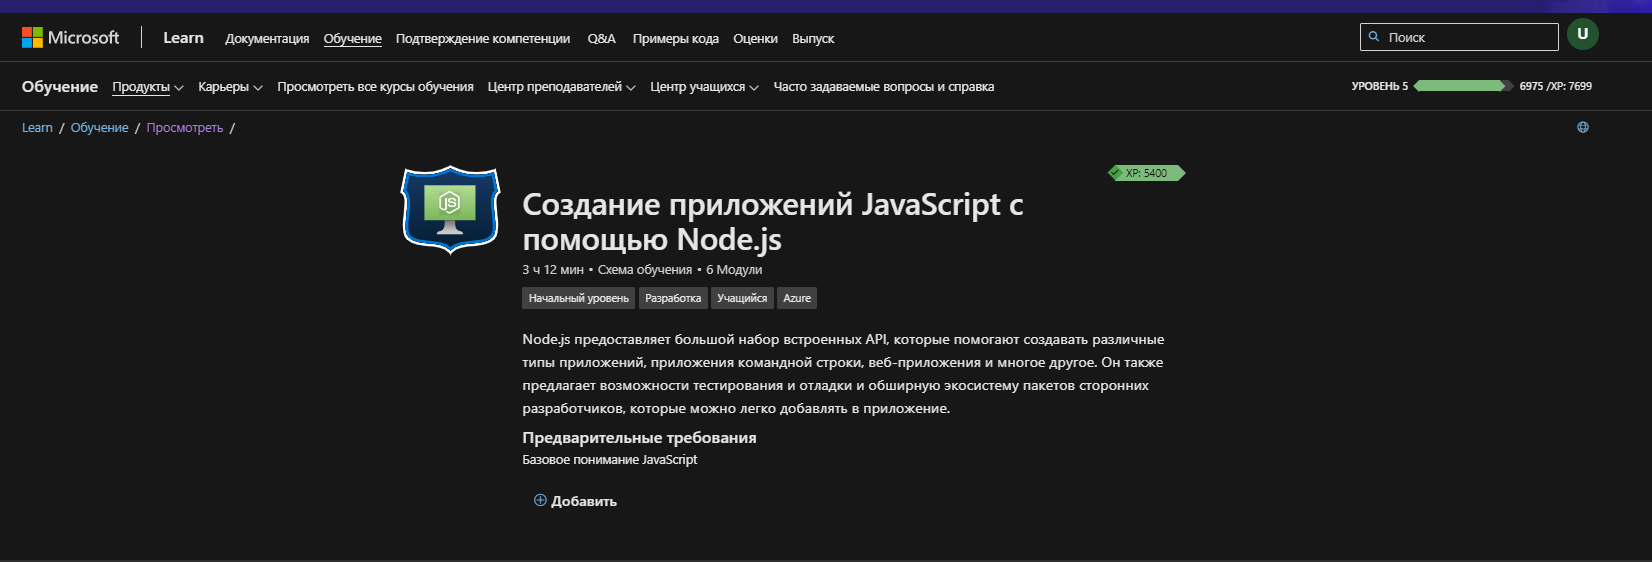 Microsoft
Learn Документация Обучение Подтверждение компетенции Q&A Примеры кода Оценки Выпуск
Поиск
U
Обучение Продукты Карьеры Просмотреть все курсы обучения Центр преподавателей Центр учащихся Часто задаваемые вопросы и справка
УРОВЕНЬ 5 6975 /XP: 7699
Learn / Обучение / Просмотреть /
XP: 5400
JS
Создание приложений JavaScript с
помощью Node.js
3 ч 12 мин • Схема обучения • 6 Модули
Начальный уровень Разработка Учащийся Azure
Node.js предоставляет большой набор встроенных API, которые помогают создавать различные
типы приложений, приложения командной строки, веб-приложения и многое другое. Он также
предлагает возможности тестирования и отладки и обширную экосистему пакетов сторонних
разработчиков, которые можно легко добавлять в приложение.
Предварительные требования
Базовое понимание JavaScript
Добавить